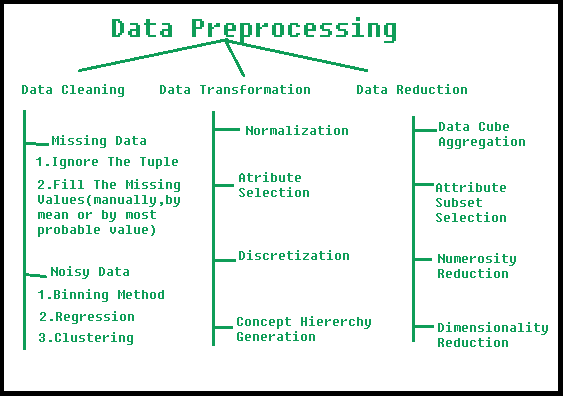 Data Preprocessing
Data Cleaning
Missing Data
1.Ignore The Tuple
2.Fill The Missing
Values(manually,by
mean or by most
probable value)
Noisy Data
1.Binning Method
2.Regression
3.Clustering
Data Transformation
Normalization
Atribute
Selection
Discretization
Concept Hiererchy
Generation
Data Reduction
Data Cube
Aggregation
Attribute
Subset
Selection
Numerosity
Reduction
Dimensionality
Reduction